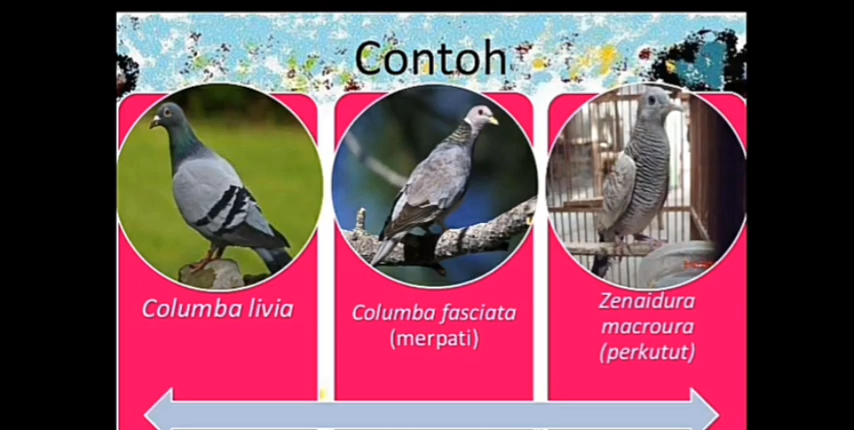 Contoh
Columba livia
Columba fasciata
(merpati)
Zenaidura
macroura
(perkutut)